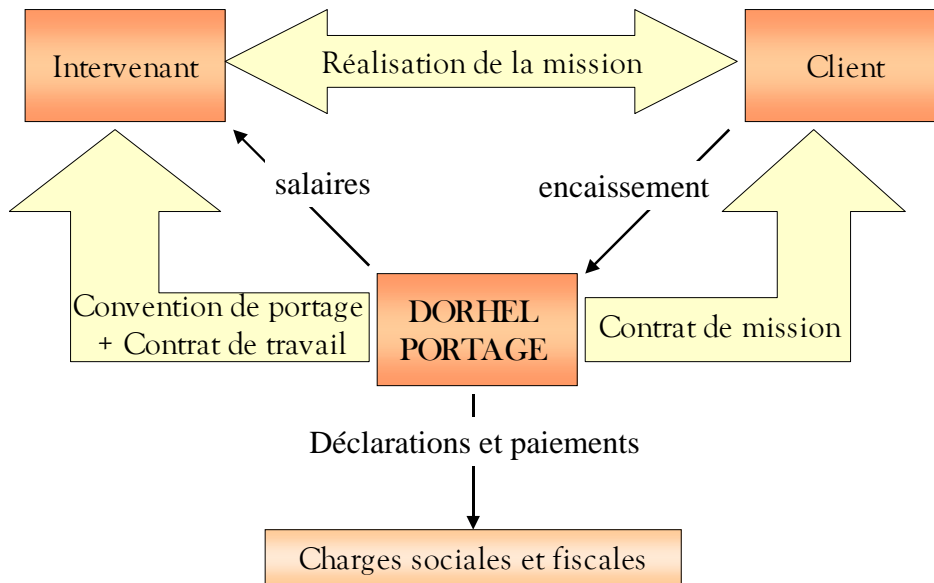 Intervenant
Réalisation de la mission
Client
salaires
encaissement
Convention de portage
+ Contrat de travail
DORHEL
PORTAGE
Contrat de mission
Déclarations et paiements
Charges sociales et fiscales